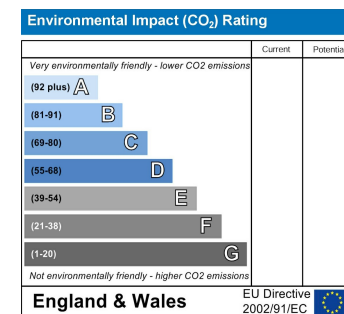 Environmental Impact (CO₂) Rating
Current Potentia
Very environmentally friendly - lower CO2 emissions
(92 plus) A
(81-91) B
(69-80) C
(55-68) D
(39-54) E
(21-38) F
(1-20) G
Not environmentally friendly - higher CO2 emissions
England & Wales
EU Directive
2002/91/EC